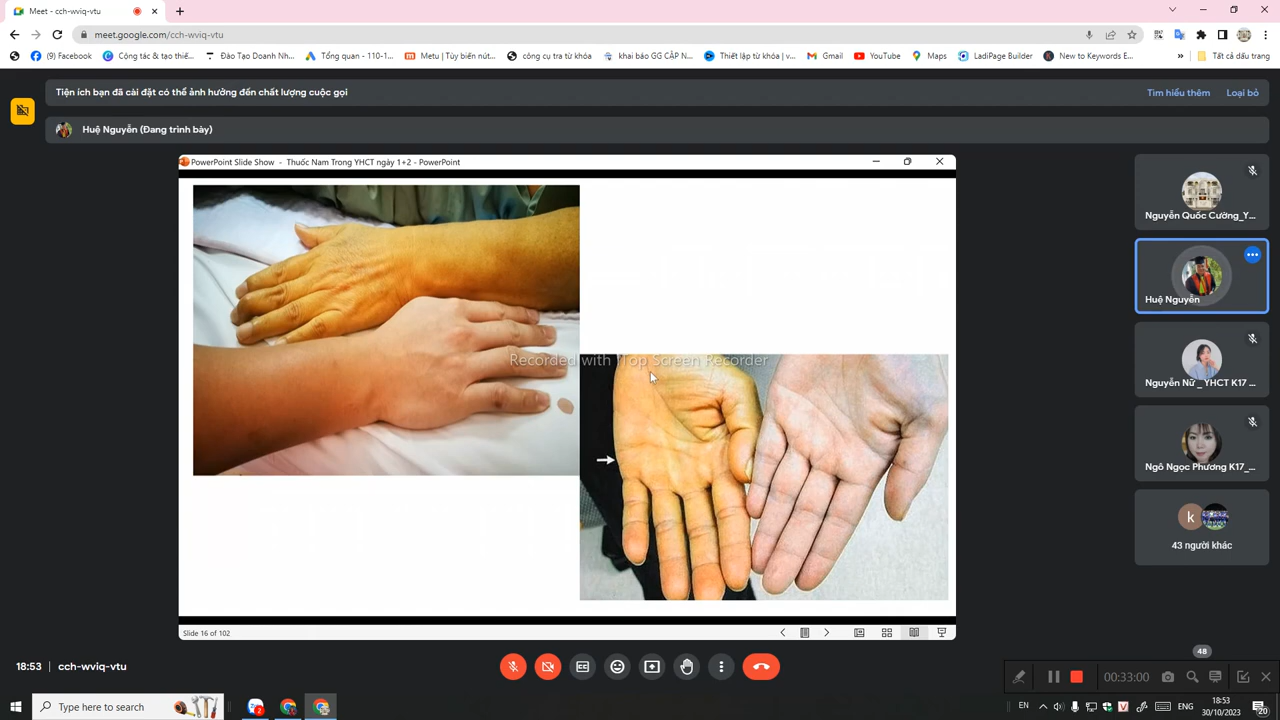 Meet - cch-wviq-vtu
meet.google.com/cch-wviq-vtu
(3) Facebook
Công tác & tạo thiế...
Đào Tạo Doanh Nh...
Tổng quan - 110-1...
Metu | Tùy biến nút...
công cụ tra từ khóa
khai báo GG CẬP N...
Thiết lập từ khóa | v...
Gmail
YouTube
Maps
LadiPage Builder
New to Keywords E...
Tất cả dấu trang
Tiện ích bạn đã cài đặt có thể ảnh hưởng đến chất lượng cuộc gọi
Tìm hiểu thêm
Loại bỏ
Huệ Nguyễn (Đang trình bày)
PowerPoint Slide Show - Thuốc Nam Trong YHCT ngày 1+2 - PowerPoint
Nguyễn Quốc Cường_Y...
Huệ Nguyễn
Recorded with iTop Screen Recorder
Nguyễn Nữ _ YHCT K17 ...
Ngô Ngọc Phương K17_...
k
43 người khác
Slide 16 of 102
48
18:53
cch-wviq-vtu
00:33:00
Type here to search
2
EN
ENG
18:53
30/10/2023
20